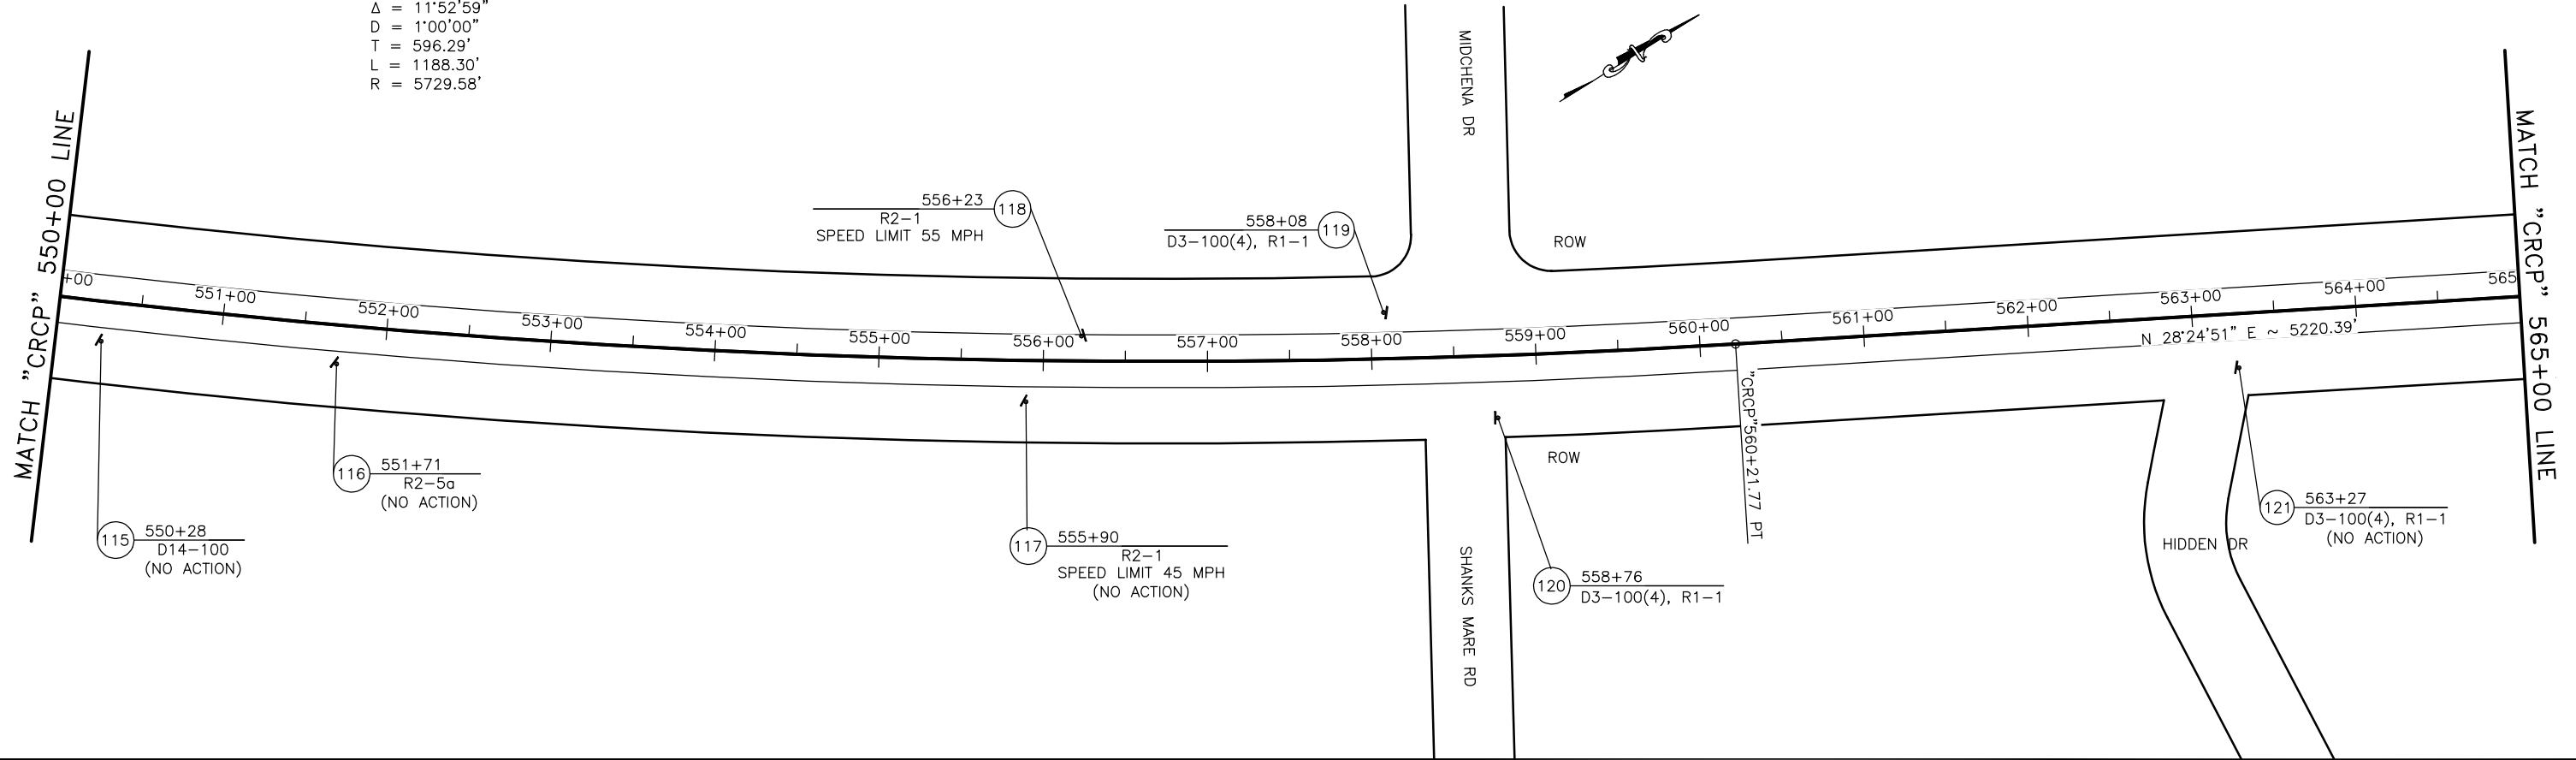 Δ = 11°52'59"
D = 1°00'00"
T = 596.29'
L = 1188.30'
R = 5729.58'
MATCH "CRCP" 550+00 LINE
MIDCHENA DR
MATCH "CRCP" 565+00 LINE
556+23
118
R2-1
SPEED LIMIT 55 MPH
558+08
119
D3-100(4), R1-1
ROW
+00
551+00
552+00
553+00
554+00
555+00
556+00
557+00
558+00
559+00
560+00
561+00
562+00
563+00
564+00
565
N 28°24'51" E ~ 5220.39'
"CRCP"560+21.77 PT
ROW
116
551+71
R2-5a
(NO ACTION)
115
550+28
D14-100
(NO ACTION)
117
555+90
R2-1
SPEED LIMIT 45 MPH
(NO ACTION)
SHANKS MARE RD
120
558+76
D3-100(4), R1-1
121
563+27
D3-100(4), R1-1
(NO ACTION)
HIDDEN DR